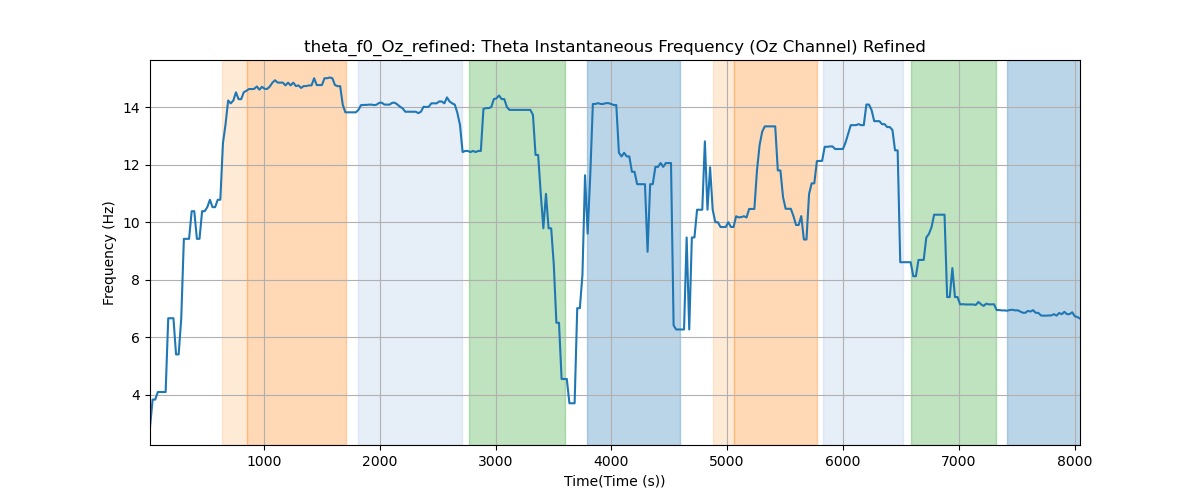 theta_f0_Oz_refined: Theta Instantaneous Frequency (Oz Channel) Refined
Frequency (Hz)
14
12
10
8
6
4
1000 2000 3000 4000 5000 6000 7000 8000
Time(Time (s))